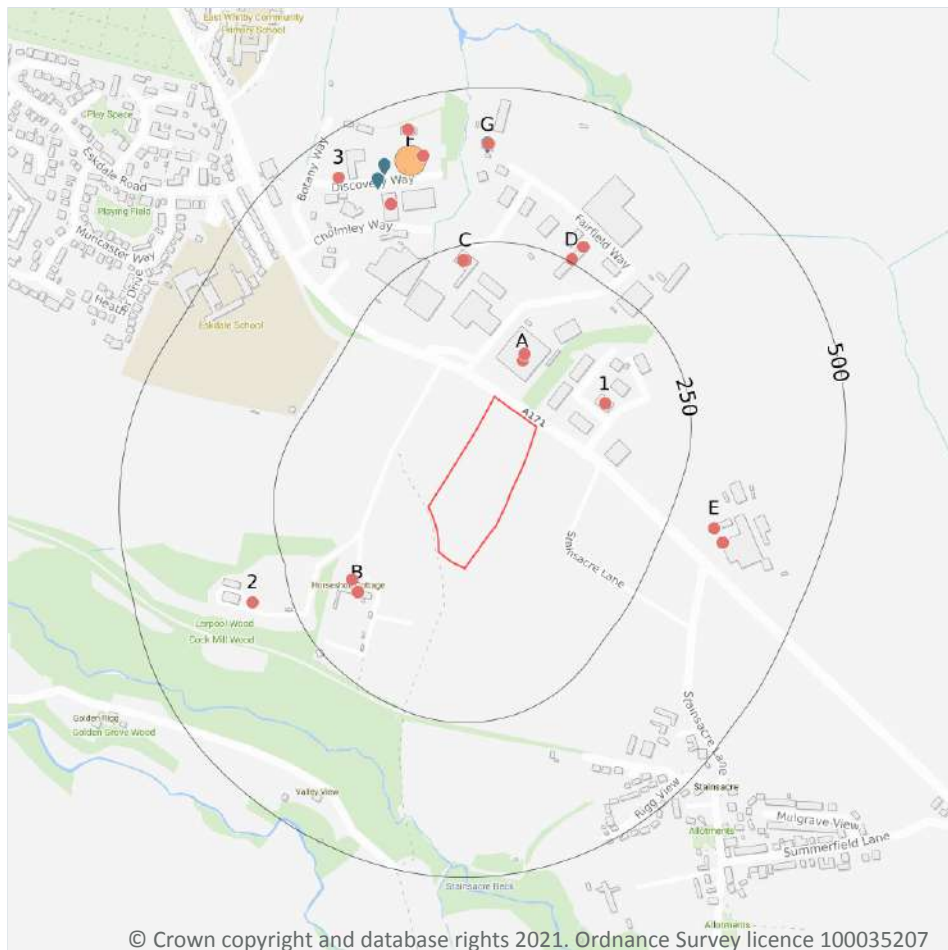 East Whitby Community
Primary School
Play Space
Eskdale Road
Playing Field
Muncaster Way
Heather Drive
Eskdale School
Botany Way
3
F
G
Discovery Way
Cholmley Way
C
D
Fairfield Way
A
1
A171
250
500
E
Stainsacre Lane
B
Horseshoe Cottage
2
Larpool Wood
Cock Mill Wood
Golden Rigg
Golden Grove Wood
Valley View
Stainsacre Lane
Stainsacre
Rigg View
Allotments
Mulgrave View
Summerfield Lane
Stainsacre Beck
Allotments
© Crown copyright and database rights 2021. Ordnance Survey licence 100035207